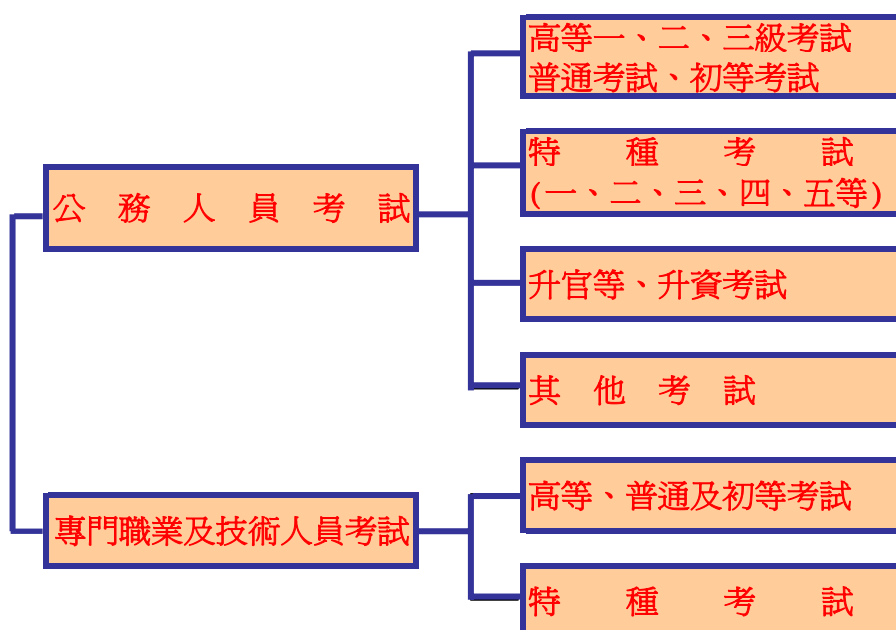 高等一、二、三級考試
普通考試、初等考試
特種考試
(一、二、三、四、五等)
公務人員考試
升官等、升資考試
其他考試
高等、普通及初等考試
專門職業及技術人員考試
特種考試